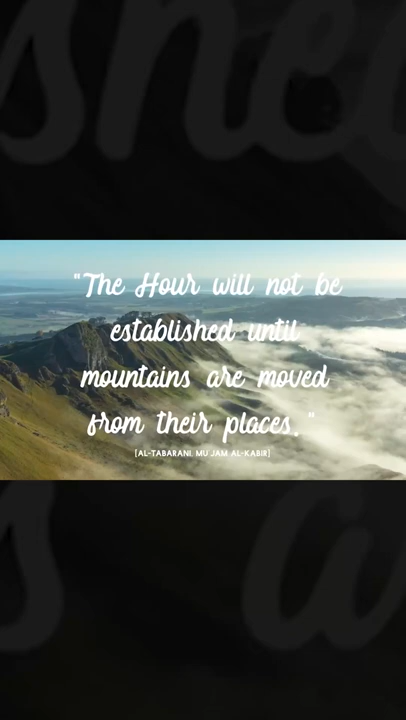 "The Hour will not be
established until
mountains are moved
from their places."
[AL-TABARANI, MU JAM AL-KABIR]